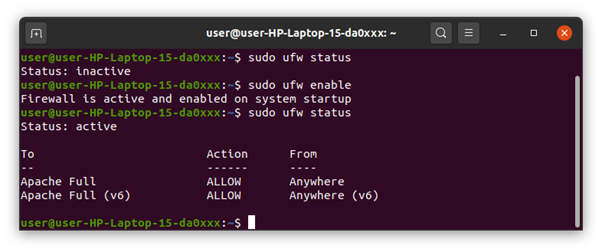 user@user-HP-Laptop-15-da0xxx: ~
user@user-HP-Laptop-15-da0xxx:~$ sudo ufw status
Status: inactive
user@user-HP-Laptop-15-da0xxx:~$ sudo ufw enable
Firewall is active and enabled on system startup
user@user-HP-Laptop-15-da0xxx:~$ sudo ufw status
Status: active
To                         Action      From
--                         ------      ----
Apache Full                ALLOW       Anywhere
Apache Full (v6)           ALLOW       Anywhere (v6)
user@user-HP-Laptop-15-da0xxx:~$